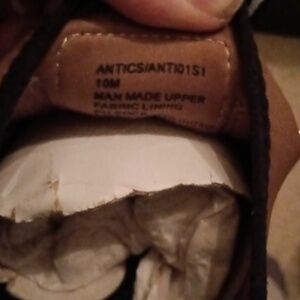 ANTICS/ANTI01S1
10M
MAN MADE UPPER
FABRIC LINING